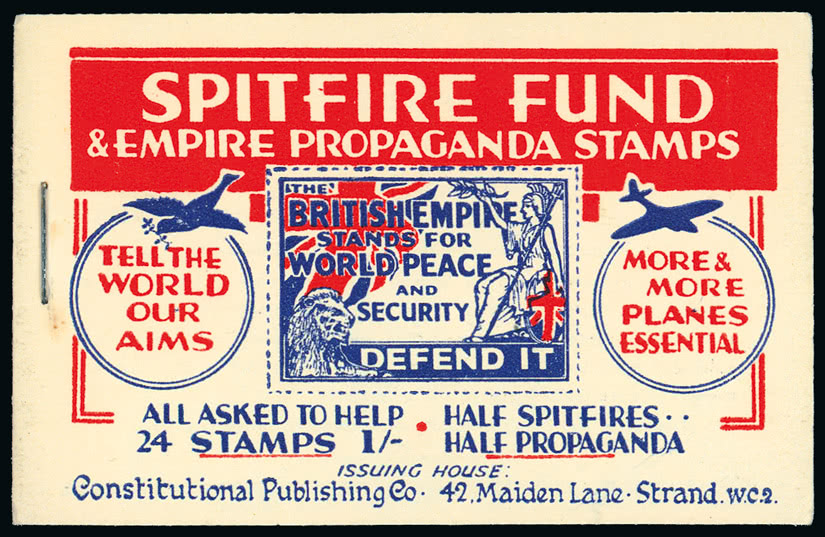 SPITFIRE FUND
& EMPIRE PROPAGANDA STAMPS
THE
BRITISH EMPIRE
STANDS FOR
WORLD PEACE
AND
SECURITY
DEFEND IT
TELL THE
WORLD
OUR
AIMS
MORE &
MORE
PLANES
ESSENTIAL
ALL ASKED TO HELP • HALF SPITFIRES··
24 STAMPS 1/- HALF PROPAGANDA
ISSUING HOUSE:
Constitutional Publishing Co· 42, Maiden Lane· Strand. W.C.2.